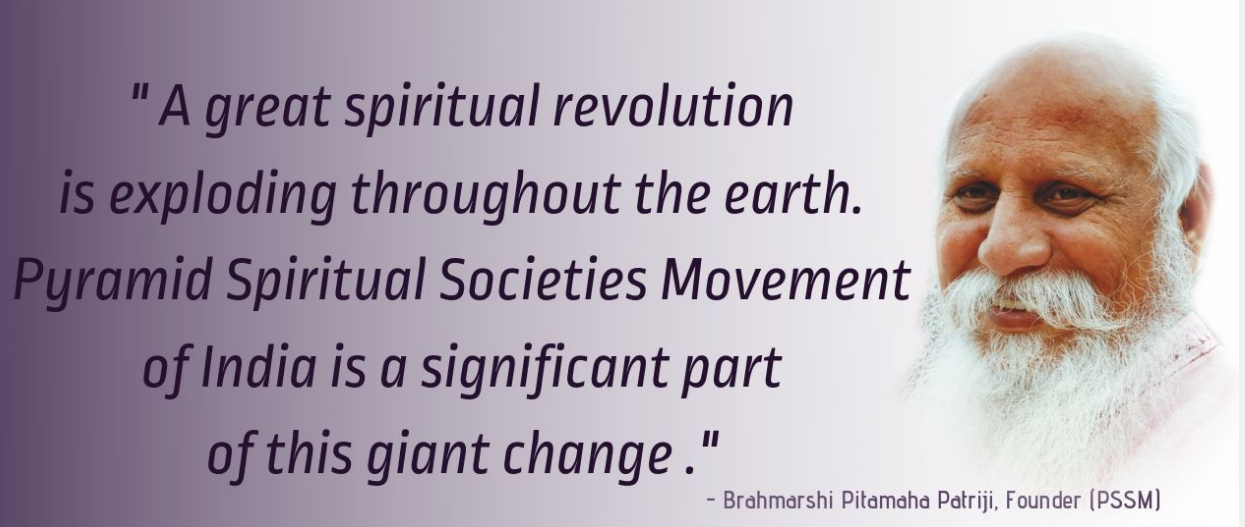 " A great spiritual revolution
is exploding throughout the earth.
Pyramid Spiritual Societies Movement
of India is a significant part
of this giant change ."
- Brahmarshi Pitamaha Patriji, Founder (PSSM)